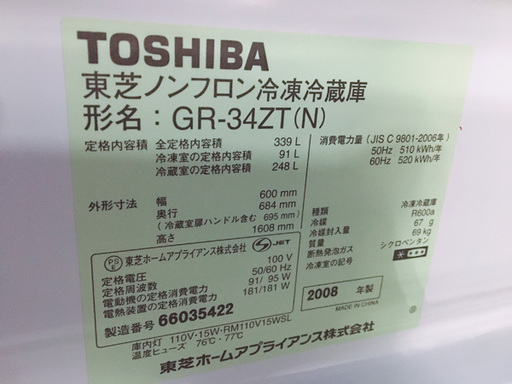 TOSHIBA
東芝ノンフロン冷凍冷蔵庫
形名：GR-34ZT(N)
定格内容積 全定格内容積 339 L
冷凍室の定格内容積 91 L
冷蔵室の定格内容積 248 L
消費電力量（JIS C 9801-2006年）
50Hz 510 kWh/年
60Hz 520 kWh/年
外形寸法 幅 600 mm
奥行 684 mm
（冷蔵室扉ハンドル含む 695 mm）
高さ 1608 mm
種類 冷凍冷蔵庫
冷媒 R600a
冷媒封入量 67 g
質量 69 kg
断熱発泡ガス シクロペンタン
冷凍室の記号
PS
E
東芝ホームアプライアンス株式会社 JET
定格電圧 100 V
定格周波数 50/60 Hz
電動機の定格消費電力 91/ 95 W
電熱装置の定格消費電力 181/181 W
製造番号 66035422
2008 年製
MADE IN CHINA
庫内灯 110V-15W・RM110V15WSL
温度ヒューズ 76℃・77℃
東芝ホームアプライアンス株式会社